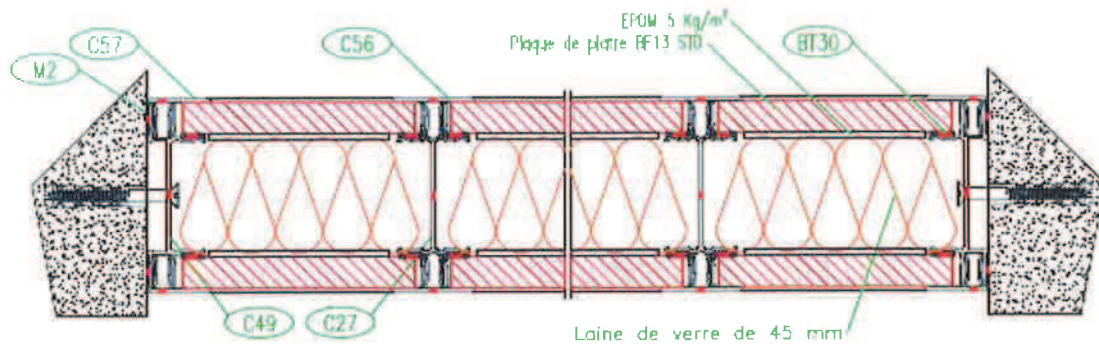 EPDM 5 Kg/m²
C57
C56
Plaque de platre BF13 STD
BT30
M2
C49
C27
Laine de verre de 45 mm